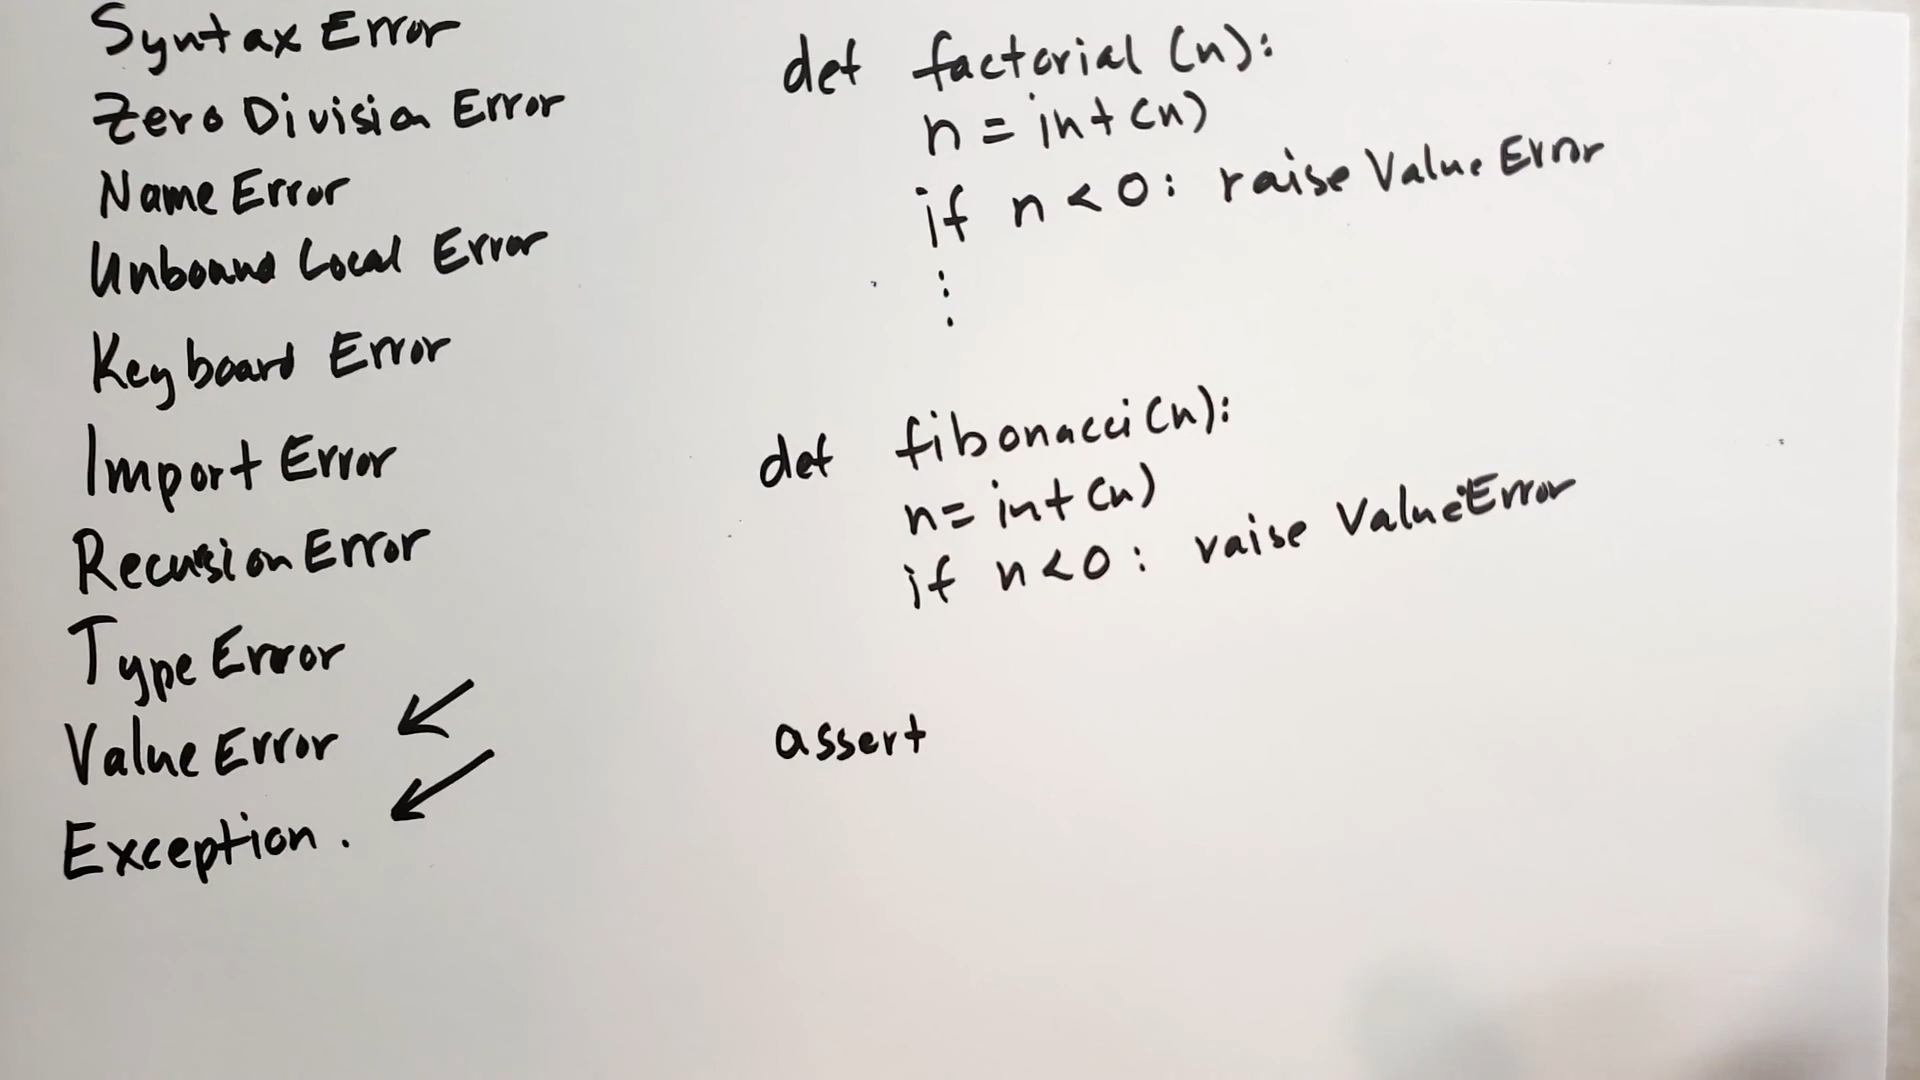 Syntax Error
Zero Division Error
Name Error
Unbound Local Error
Keyboard Error
Import Error
Recursion Error
Type Error
Value Error
Exception.
def factorial (n):
n = int(n)
if n < 0: raise Value Error
:
.
def fibonacci(n):
n= int(n)
if n<0: raise ValueError
assert